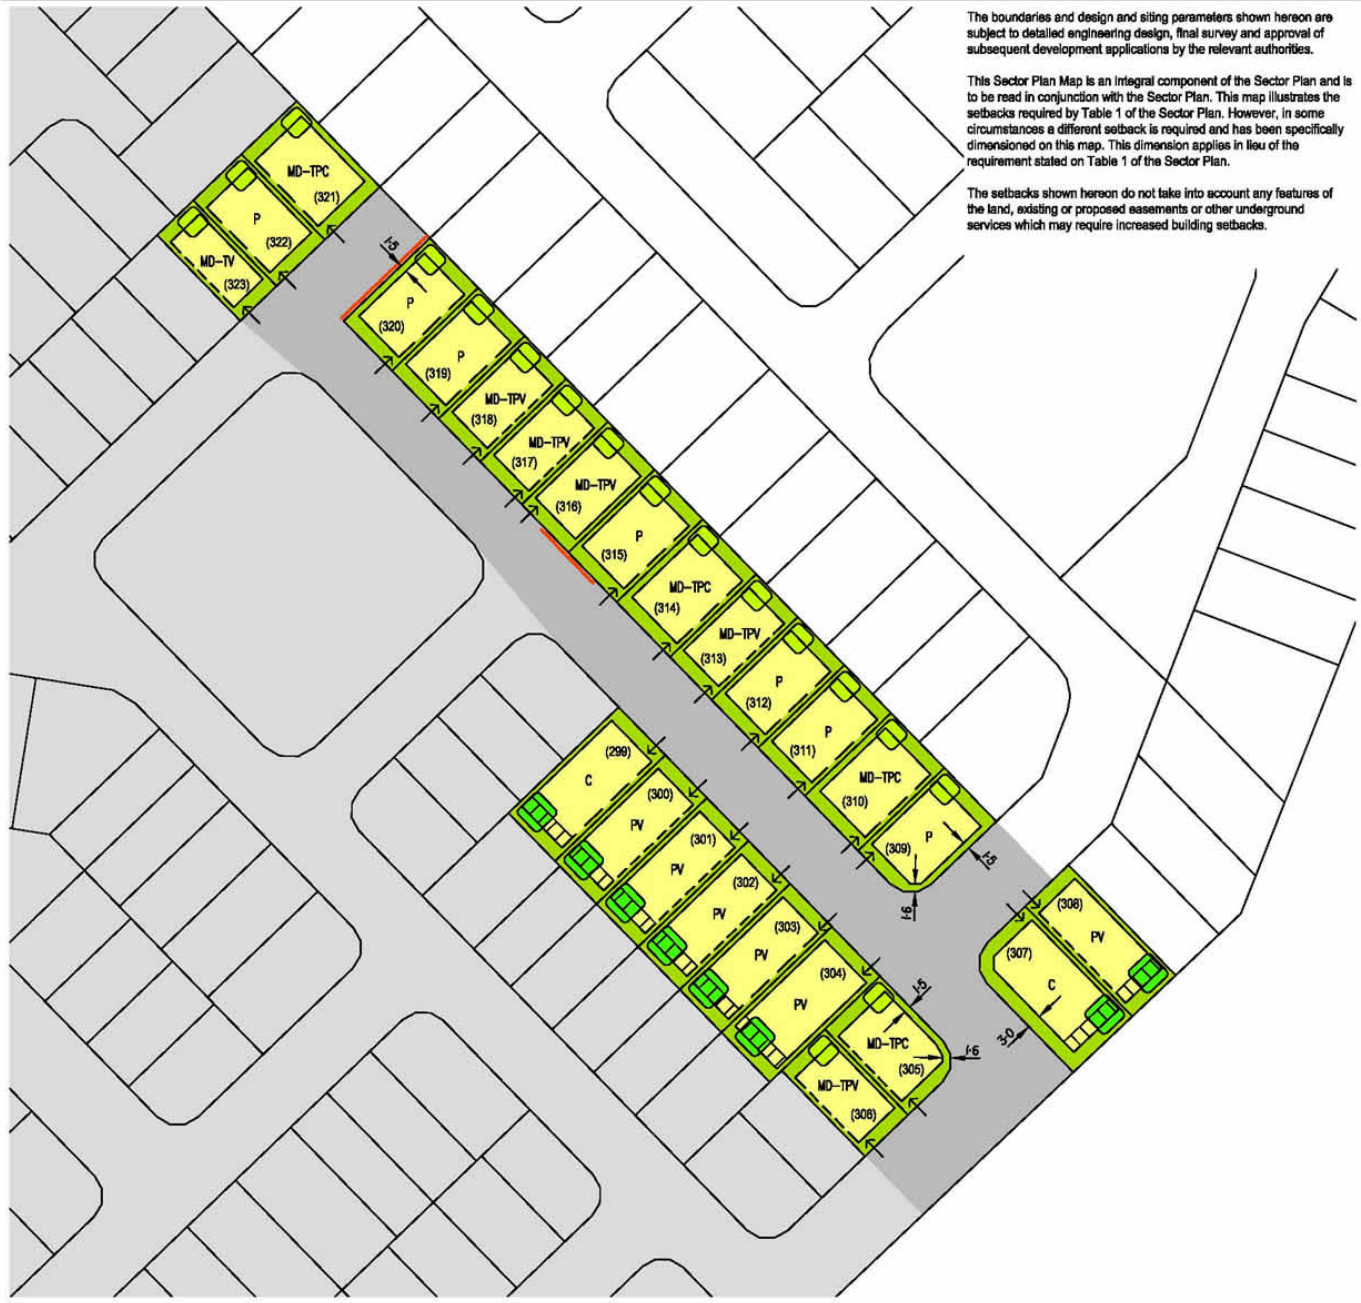 The boundaries and design and siting parameters shown hereon are
subject to detailed engineering design, final survey and approval of
subsequent development applications by the relevant authorities.
This Sector Plan Map is an integral component of the Sector Plan and is
to be read in conjunction with the Sector Plan. This map illustrates the
setbacks required by Table 1 of the Sector Plan. However, in some
circumstances a different setback is required and has been specifically
dimensioned on this map. This dimension applies in lieu of the
requirement stated on Table 1 of the Sector Plan.
The setbacks shown hereon do not take into account any features of
the land, existing or proposed easements or other underground
services which may require increased building setbacks.
MD-TPC
(321)
P
(322)
MD-TV
(323)
1·5
P
(320)
P
(319)
MD-TPV
(318)
MD-TPV
(317)
MD-TPV
(316)
P
(315)
MD-TPC
(314)
MD-TPV
(313)
P
(312)
P
(311)
MD-TPC
(310)
P
(309)
1·5
1·6
(299)
C
(300)
PV
(301)
PV
(302)
PV
(303)
PV
(304)
PV
1·5
MD-TPC
(305)
1·6
MD-TPV
(306)
(308)
PV
(307)
C
3·0